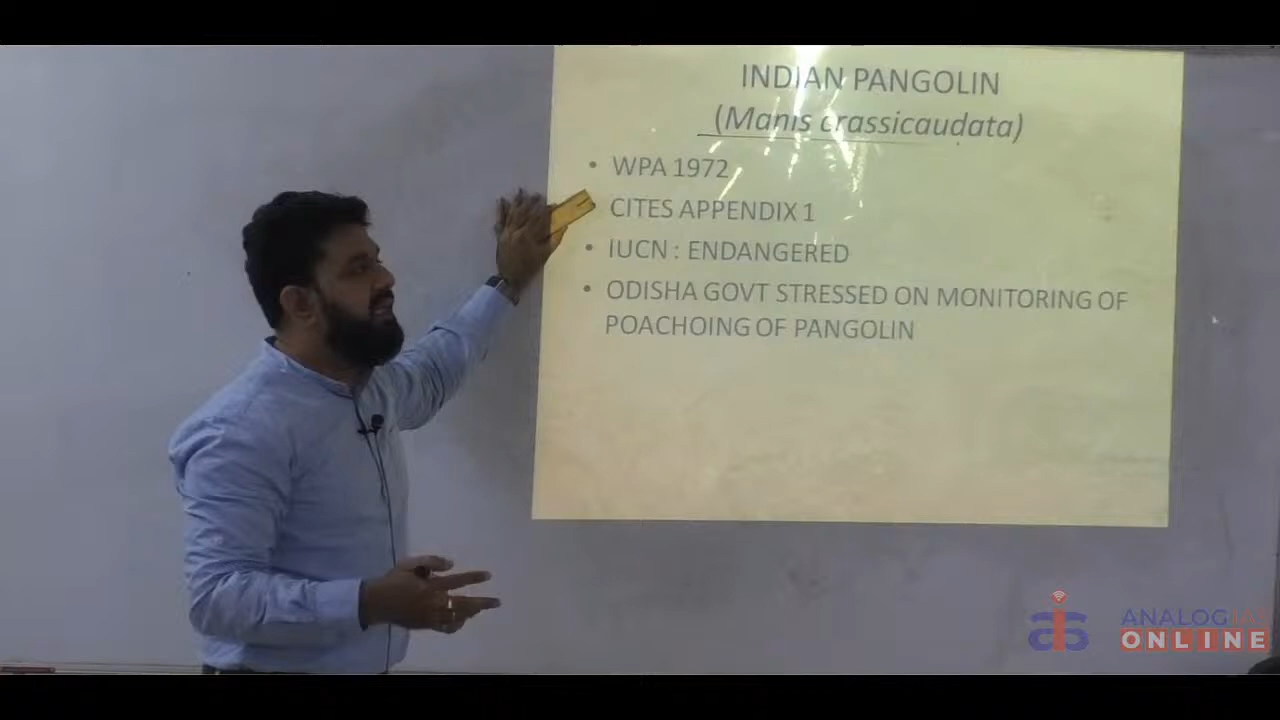 INDIAN PANGOLIN
(Manis crassicaudata)
• WPA 1972
CITES APPENDIX 1
• IUCN : ENDANGERED
• ODISHA GOVT STRESSED ON MONITORING OF
POACHOING OF PANGOLIN
ANALOG IAS
ONLINE